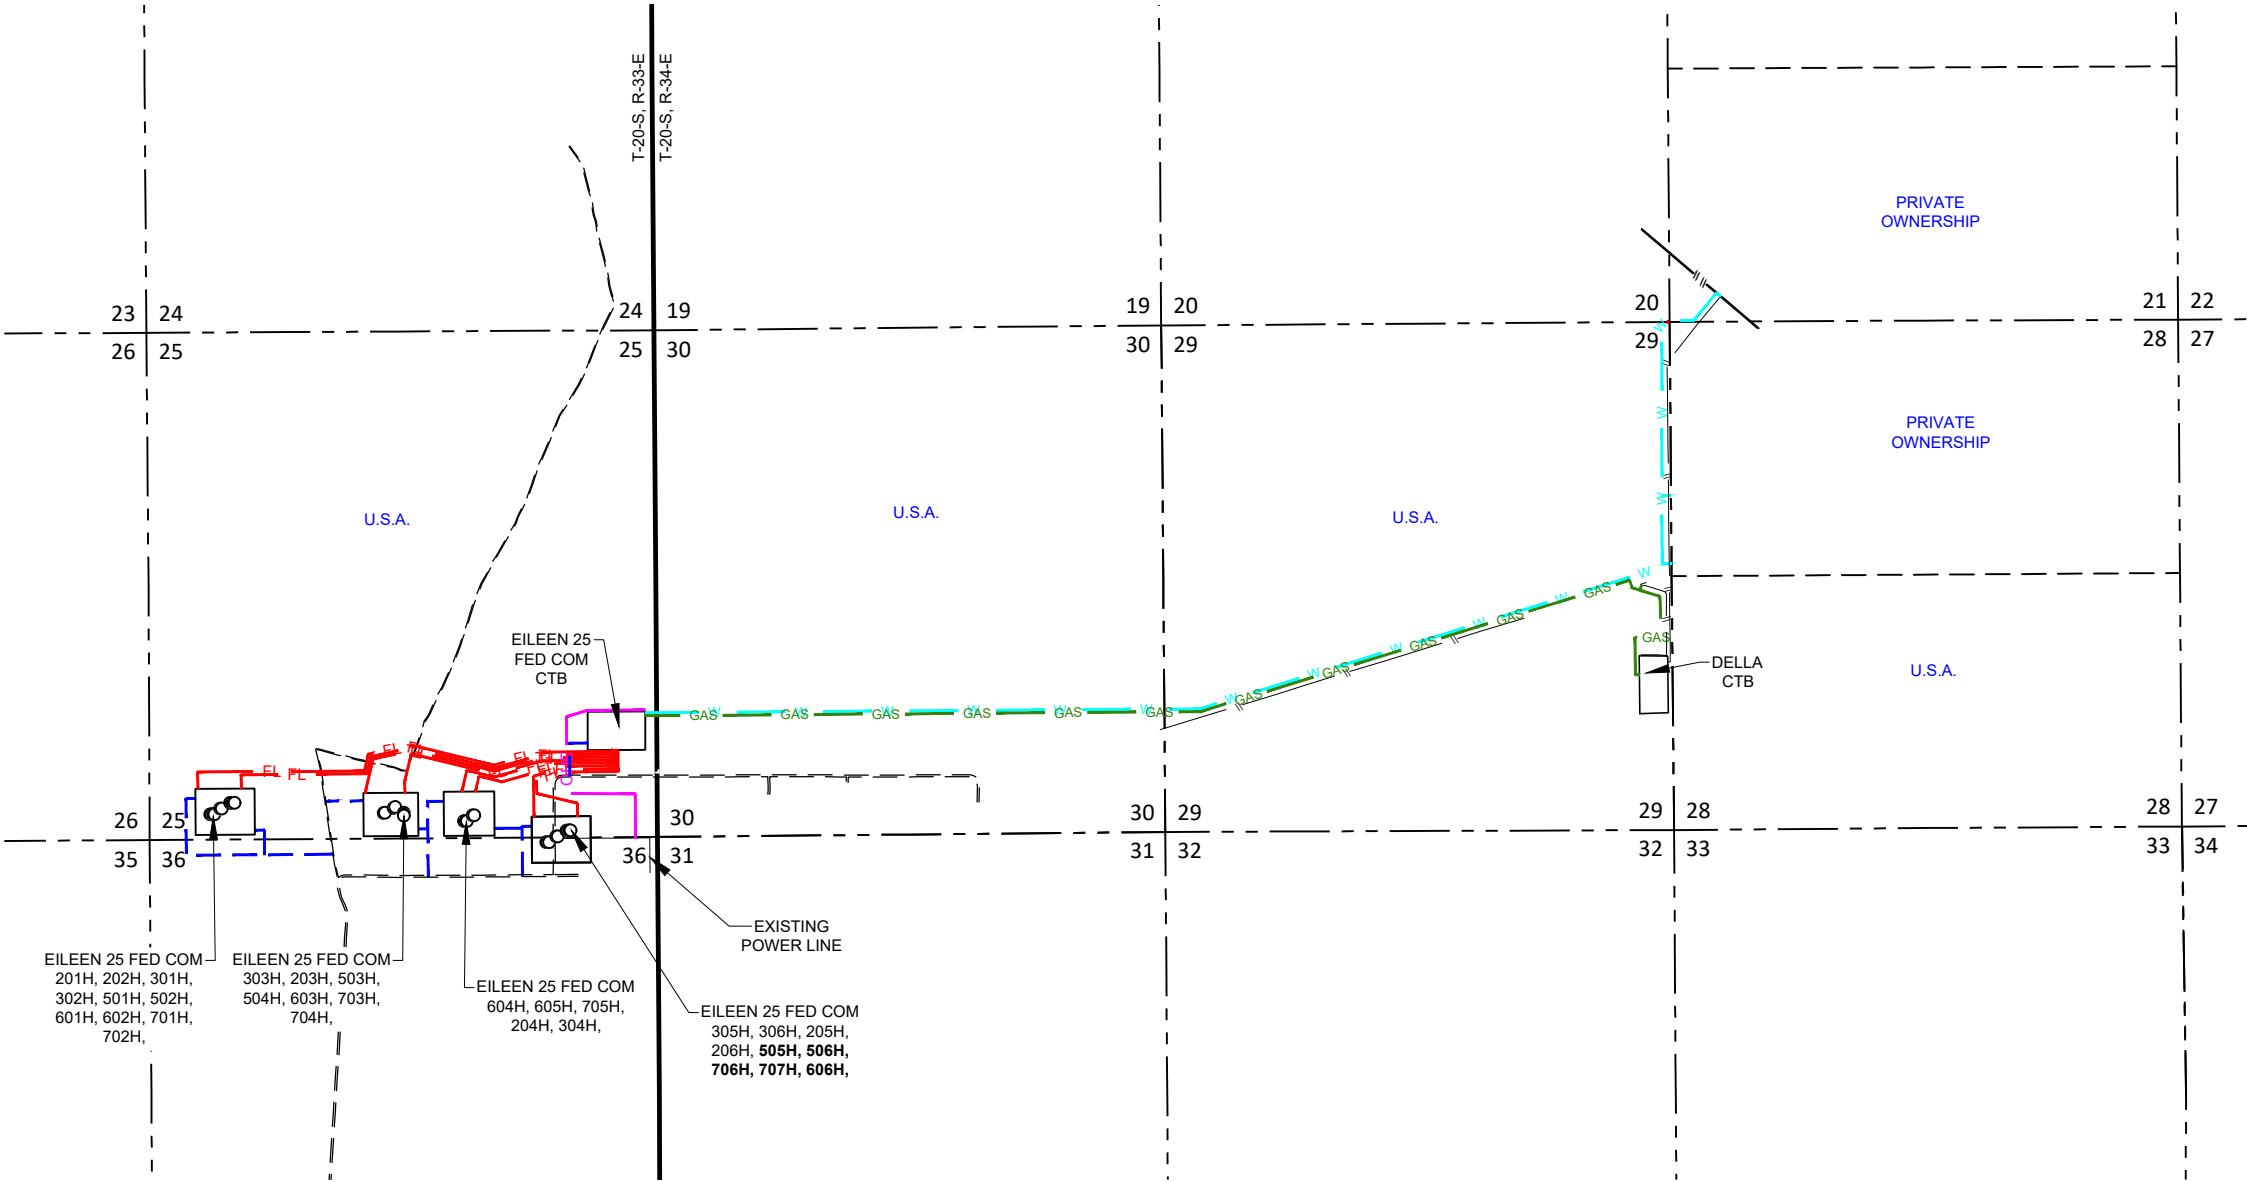 T-20-S, R-33-E
T-20-S, R-34-E
PRIVATE
OWNERSHIP
23 24
24 19
19 20
20
21 22
26 25
25 30
30 29
29
28 27
W
PRIVATE
OWNERSHIP
W
W
U.S.A.
U.S.A.
U.S.A.
W
GAS W GAS W GAS W GAS W GAS W GAS
EILEEN 25
FED COM
CTB
GAS
DELLA
CTB
U.S.A.
GAS W GAS W GAS W GAS W GAS W GAS
FL FL FL FL FL
26 25
30
30 29
29 28
28 27
35 36
36 31
31 32
32 33
33 34
EXISTING
POWER LINE
EILEEN 25 FED COM
201H, 202H, 301H,
302H, 501H, 502H,
601H, 602H, 701H,
702H,
EILEEN 25 FED COM
303H, 203H, 503H,
504H, 603H, 703H,
704H,
EILEEN 25 FED COM
604H, 605H, 705H,
204H, 304H,
EILEEN 25 FED COM
305H, 306H, 205H,
206H, 505H, 506H,
706H, 707H, 606H,